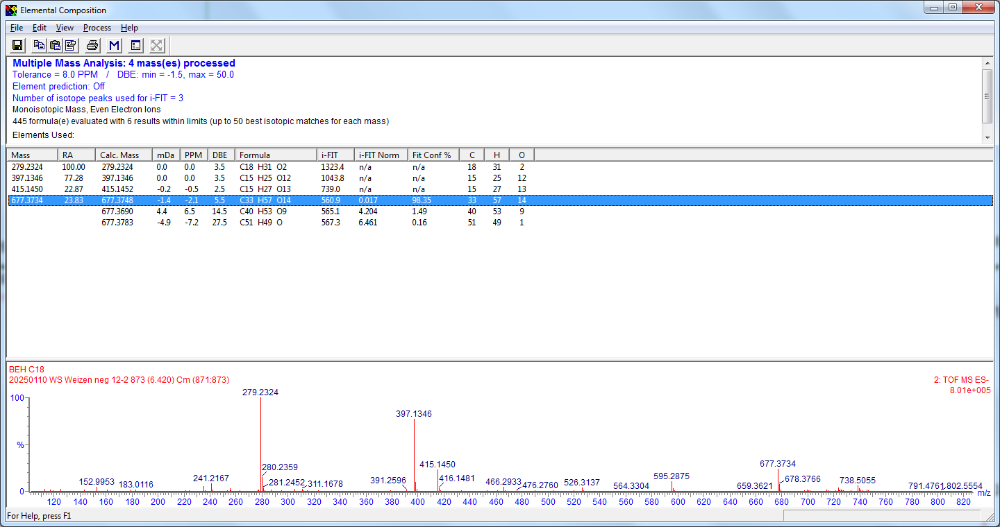 Elemental Composition
File Edit View Process Help
Multiple Mass Analysis: 4 mass(es) processed
Tolerance = 8.0 PPM / DBE: min = -1.5, max = 50.0
Element prediction: Off
Number of isotope peaks used for i-FIT = 3
Monoisotopic Mass, Even Electron Ions
445 formula(e) evaluated with 6 results within limits (up to 50 best isotopic matches for each mass)
Elements Used:
Mass RA Calc. Mass mDa PPM DBE Formula i-FIT i-FIT Norm Fit Conf % C H O
279.2324 100.00 279.2324 0.0 0.0 3.5 C18 H31 O2 1323.4 n/a n/a 18 31 2
397.1346 77.28 397.1346 0.0 0.0 3.5 C15 H25 O12 1043.8 n/a n/a 15 25 12
415.1450 22.87 415.1452 -0.2 -0.5 2.5 C15 H27 O13 739.0 n/a n/a 15 27 13
677.3734 23.83 677.3748 -1.4 -2.1 5.5 C33 H57 O14 560.9 0.017 98.35 33 57 14
677.3690 4.4 6.5 14.5 C40 H53 O9 565.1 4.204 1.49 40 53 9
677.3783 -4.9 -7.2 27.5 C51 H49 O 567.3 6.461 0.16 51 49 1
BEH C18
20250110 WS Weizen neg 12-2 873 (6.420) Cm (871:873)
2: TOF MS ES-
8.01e+005
100
%
0
279.2324
397.1346
415.1450
677.3734
280.2359
152.9953
183.0116
241.2167
281.2452
311.1678
391.2596
416.1481
466.2933
476.2760
526.3137
564.3304
595.2875
659.3621
678.3766
738.5055
791.4761
802.5554
m/z
120 140 160 180 200 220 240 260 280 300 320 340 360 380 400 420 440 460 480 500 520 540 560 580 600 620 640 660 680 700 720 740 760 780 800 820
For Help, press F1